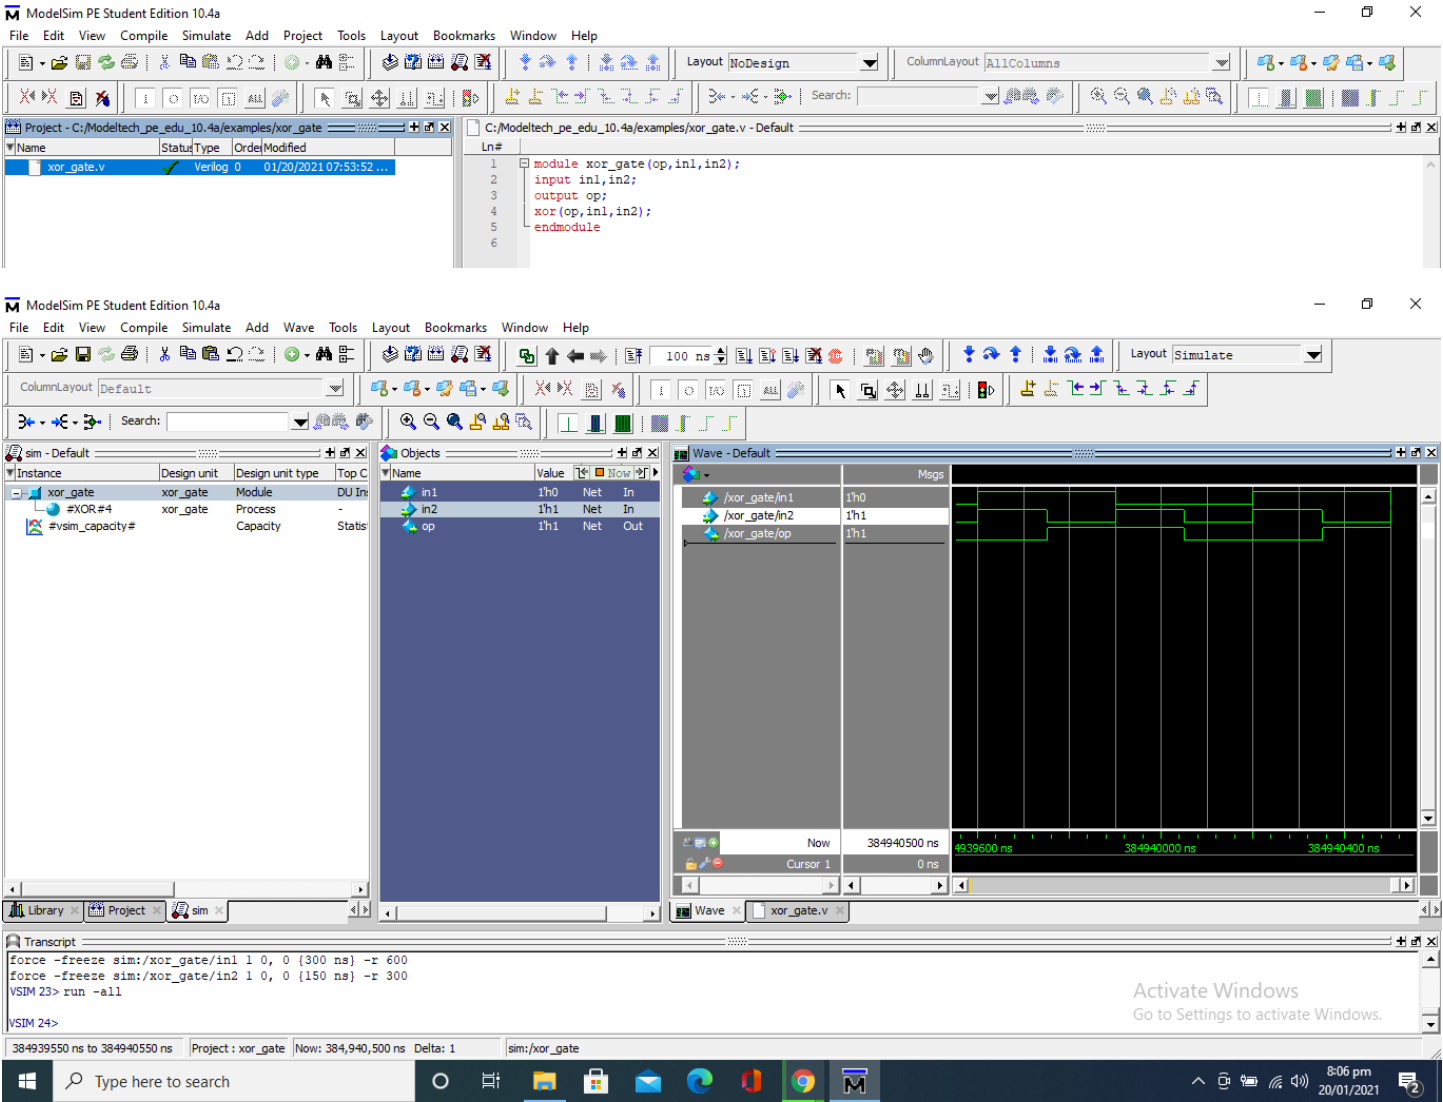 ModelSim PE Student Edition 10.4a
File Edit View Compile Simulate Add Project Tools Layout Bookmarks Window Help
Layout NoDesign
ColumnLayout AllColumns
Search:
Project - C:/Modeltech_pe_edu_10.4a/examples/xor_gate
Name Status Type Order Modified
xor_gate.v Verilog 0 01/20/2021 07:53:52 ...
C:/Modeltech_pe_edu_10.4a/examples/xor_gate.v - Default
Ln#
1 module xor_gate(op,in1,in2);
2 input in1,in2;
3 output op;
4 xor(op,in1,in2);
5 endmodule
6
ModelSim PE Student Edition 10.4a
File Edit View Compile Simulate Add Wave Tools Layout Bookmarks Window Help
100 ns
Layout Simulate
ColumnLayout Default
Search:
sim - Default
Instance Design unit Design unit type Top C
xor_gate xor_gate Module DU In
#XOR#4 xor_gate Process -
#vsim_capacity# Capacity Statis
Objects
Name Value Now
in1 1'h0 Net In
in2 1'h1 Net In
op 1'h1 Net Out
Wave - Default
Msgs
/xor_gate/in1 1'h0
/xor_gate/in2 1'h1
/xor_gate/op 1'h1
Now 384940500 ns
Cursor 1 0 ns
4939600 ns 384940000 ns 384940400 ns
Library Project sim
Wave xor_gate.v
Transcript
force -freeze sim:/xor_gate/in1 1 0, 0 {300 ns} -r 600
force -freeze sim:/xor_gate/in2 1 0, 0 {150 ns} -r 300
VSIM 23> run -all
VSIM 24>
Activate Windows
Go to Settings to activate Windows.
384939550 ns to 384940550 ns Project : xor_gate Now: 384,940,500 ns Delta: 1 sim:/xor_gate
Type here to search
8:06 pm
20/01/2021
2